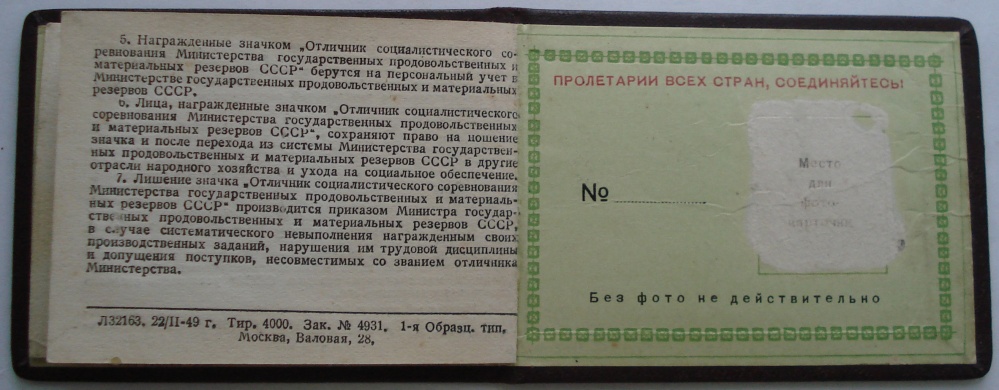 5. Награжденные значком „Отличник социалистического со-
ревнования Министерства государственных продовольственных и
материальных резервов СССР“ берутся на персональный учет в
Министерстве государственных продовольственных и материальных
резервов СССР.
6. Лица, награжденные значком „Отличник социалистического
соревнования Министерства государственных продовольственных
и материальных резервов СССР“, сохраняют право на ношение
значка и после перехода из системы Министерства государствен-
ных продовольственных и материальных резервов СССР в другие
отрасли народного хозяйства и ухода на социальное обеспечение.
7. Лишение значка „Отличник социалистического соревнования
Министерства государственных продовольственных и материаль-
ных резервов СССР“ производится приказом Министра государ-
ственных продовольственных и материальных резервов СССР,
в случае систематического невыполнения награжденным своих
производственных заданий, нарушения им трудовой дисциплины
и допущения поступков, несовместимых со званием отличника
Министерства.
Л32163. 22/II-49 г. Тир. 4000. Зак. № 4931. 1-я Образц. тип.
Москва, Валовая, 28,
ПРОЛЕТАРИИ ВСЕХ СТРАН, СОЕДИНЯЙТЕСЬ!
Место
для
фото-
карточки
№
Без фото не действительно